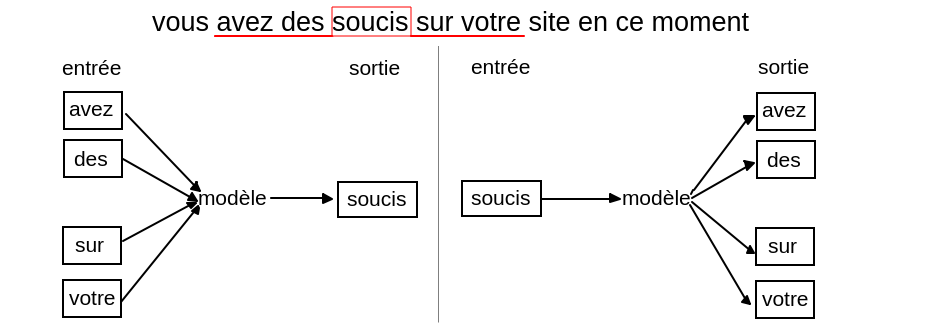 vous avez des soucis sur votre site en ce moment
entrée
sortie
avez
des
sur
votre
modèle
soucis
entrée
sortie
soucis
modèle
avez
des
sur
votre